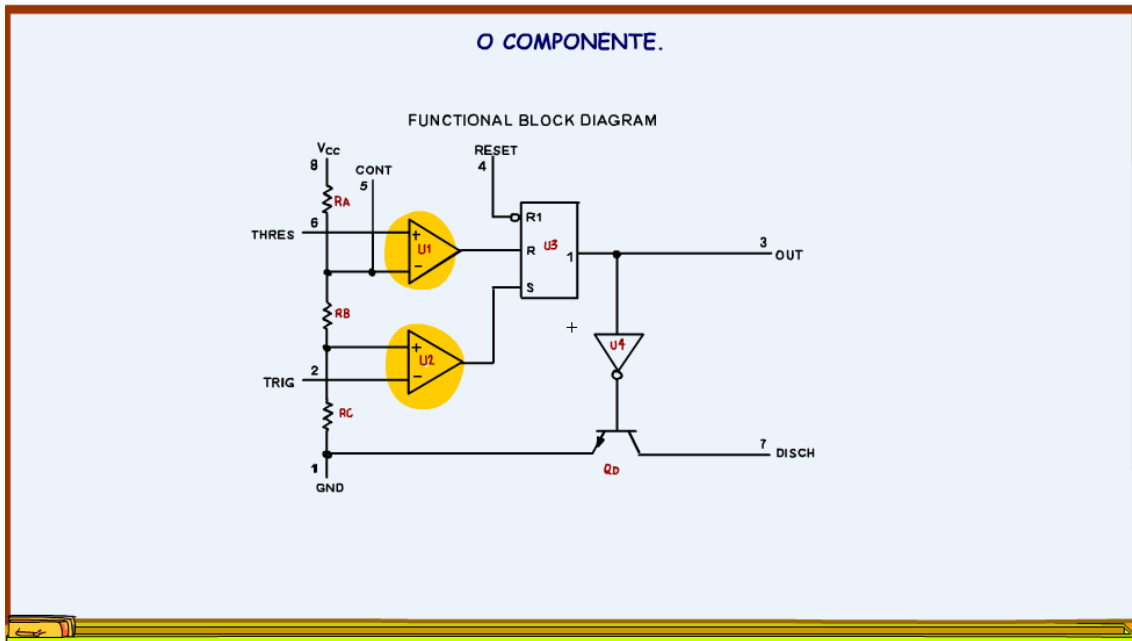 O COMPONENTE.
FUNCTIONAL BLOCK DIAGRAM
VCC
8
CONT
5
RESET
4
RA
6
THRES
+
U1
-
R1
R
U3
1
S
3
OUT
RB
+
U2
-
2
TRIG
U4
RC
7
DISCH
QD
1
GND